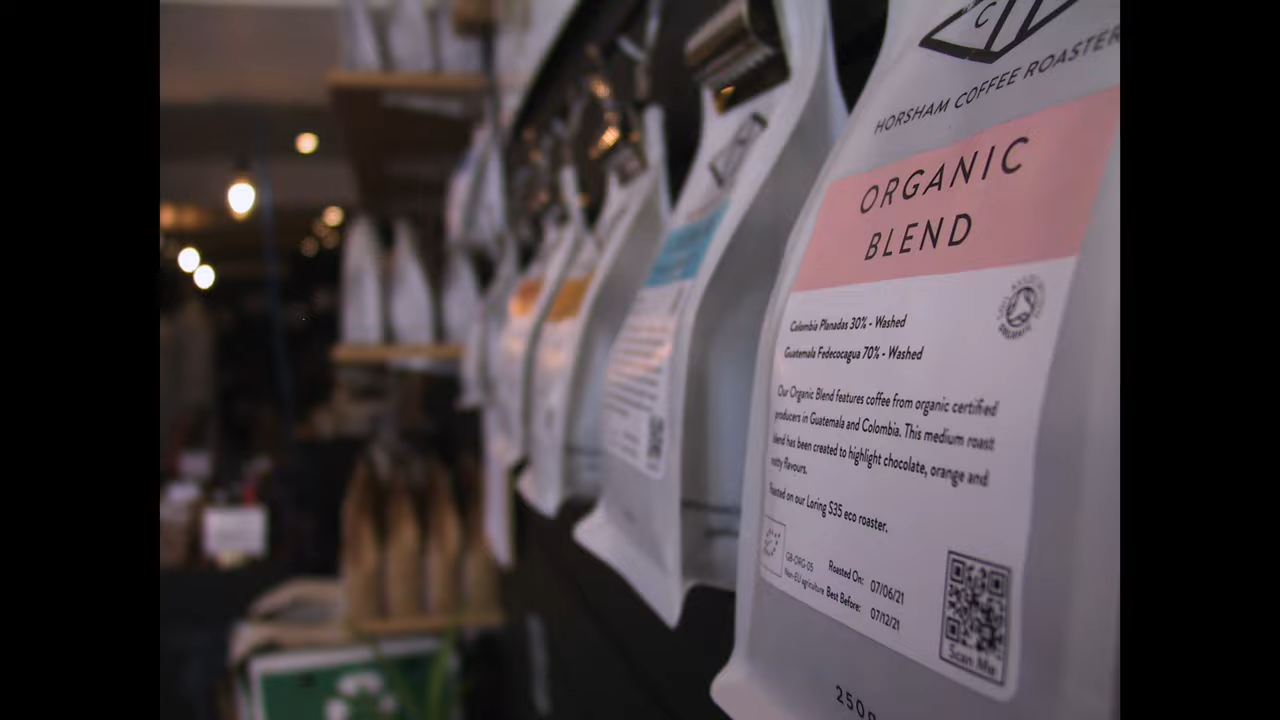 C
HORSHAM COFFEE ROASTER
ORGANIC
BLEND
Colombia Planadas 30% - Washed
Guatemala Fedecocagua 70% - Washed
Our Organic Blend features coffee from organic certified
producers in Guatemala and Colombia. This medium roast
blend has been created to highlight chocolate, orange and
nutty flavours.
Roasted on our Loring S35 eco roaster.
GB-ORG-05
Non-EU agriculture
Roasted On: 07/06/21
Best Before: 07/12/21
Scan Me
250g